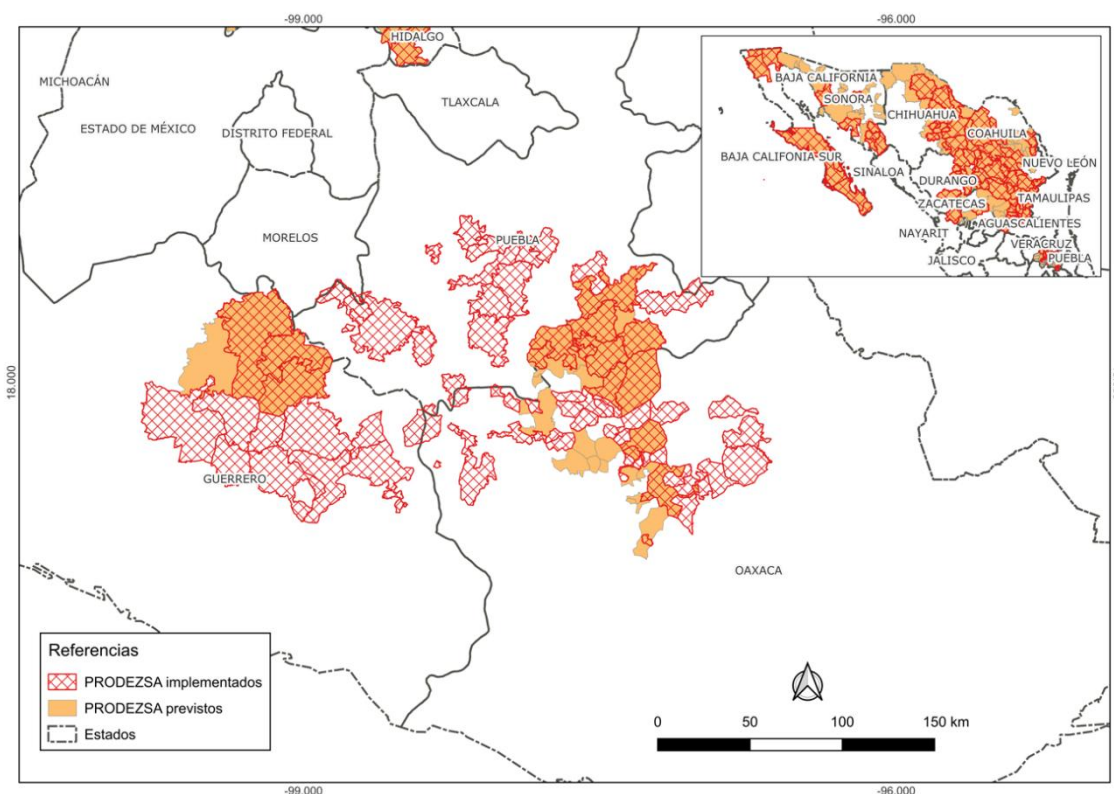 -99.000
-96.000
HIDALGO
MICHOACÁN
TLAXCALA
ESTADO DE MÉXICO
DISTRITO FEDERAL
MORELOS
PUEBLA
BAJA CALIFORNIA
SONORA
CHIHUAHUA
COAHUILA
BAJA CALIFONIA SUR
NUEVO LEÓN
SINALOA
DURANGO
TAMAULIPAS
ZACATECAS
AGUASCALIENTES
NAYARIT
VERACRUZ
JALISCO
PUEBLA
18.000
GUERRERO
OAXACA
Referencias
PRODEZSA implementados
PRODEZSA previstos
Estados
0 50 100 150 km
-99.000
-96.000